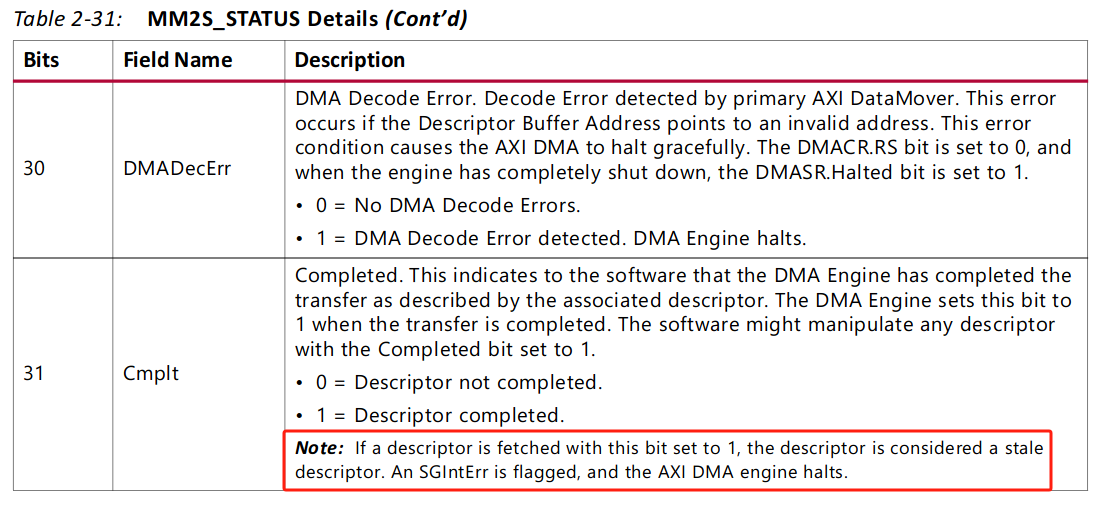 Table 2-31: MM2S_STATUS Details (Cont’d)
Bits Field Name Description
30 DMADecErr
DMA Decode Error. Decode Error detected by primary AXI DataMover. This error
occurs if the Descriptor Buffer Address points to an invalid address. This error
condition causes the AXI DMA to halt gracefully. The DMACR.RS bit is set to 0, and
when the engine has completely shut down, the DMASR.Halted bit is set to 1.
• 0 = No DMA Decode Errors.
• 1 = DMA Decode Error detected. DMA Engine halts.
31 Cmplt
Completed. This indicates to the software that the DMA Engine has completed the
transfer as described by the associated descriptor. The DMA Engine sets this bit to
1 when the transfer is completed. The software might manipulate any descriptor
with the Completed bit set to 1.
• 0 = Descriptor not completed.
• 1 = Descriptor completed.
Note: If a descriptor is fetched with this bit set to 1, the descriptor is considered a stale
descriptor. An SGIntErr is flagged, and the AXI DMA engine halts.